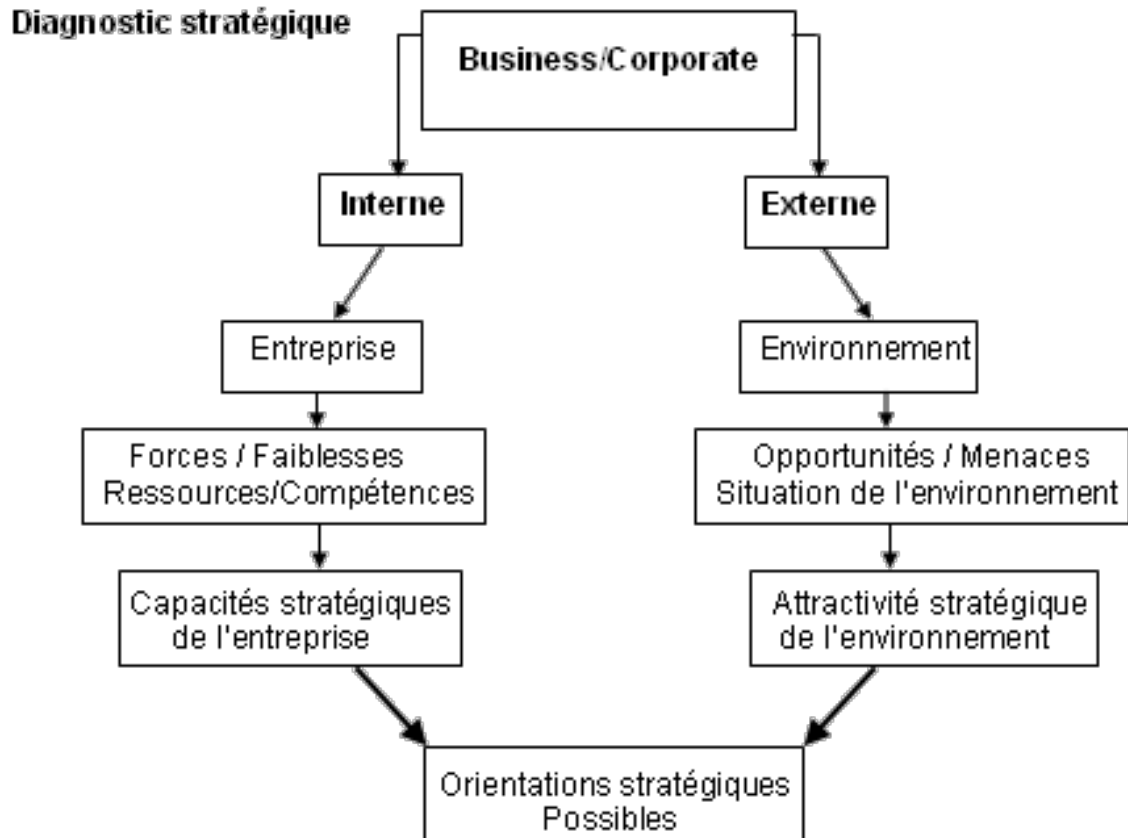 Diagnostic stratégique
Business/Corporate
Interne
Externe
Entreprise
Environnement
Forces / Faiblesses
Ressources/Compétences
Opportunités / Menaces
Situation de l'environnement
Capacités stratégiques
de l'entreprise
Attractivité stratégique
de l'environnement
Orientations stratégiques
Possibles